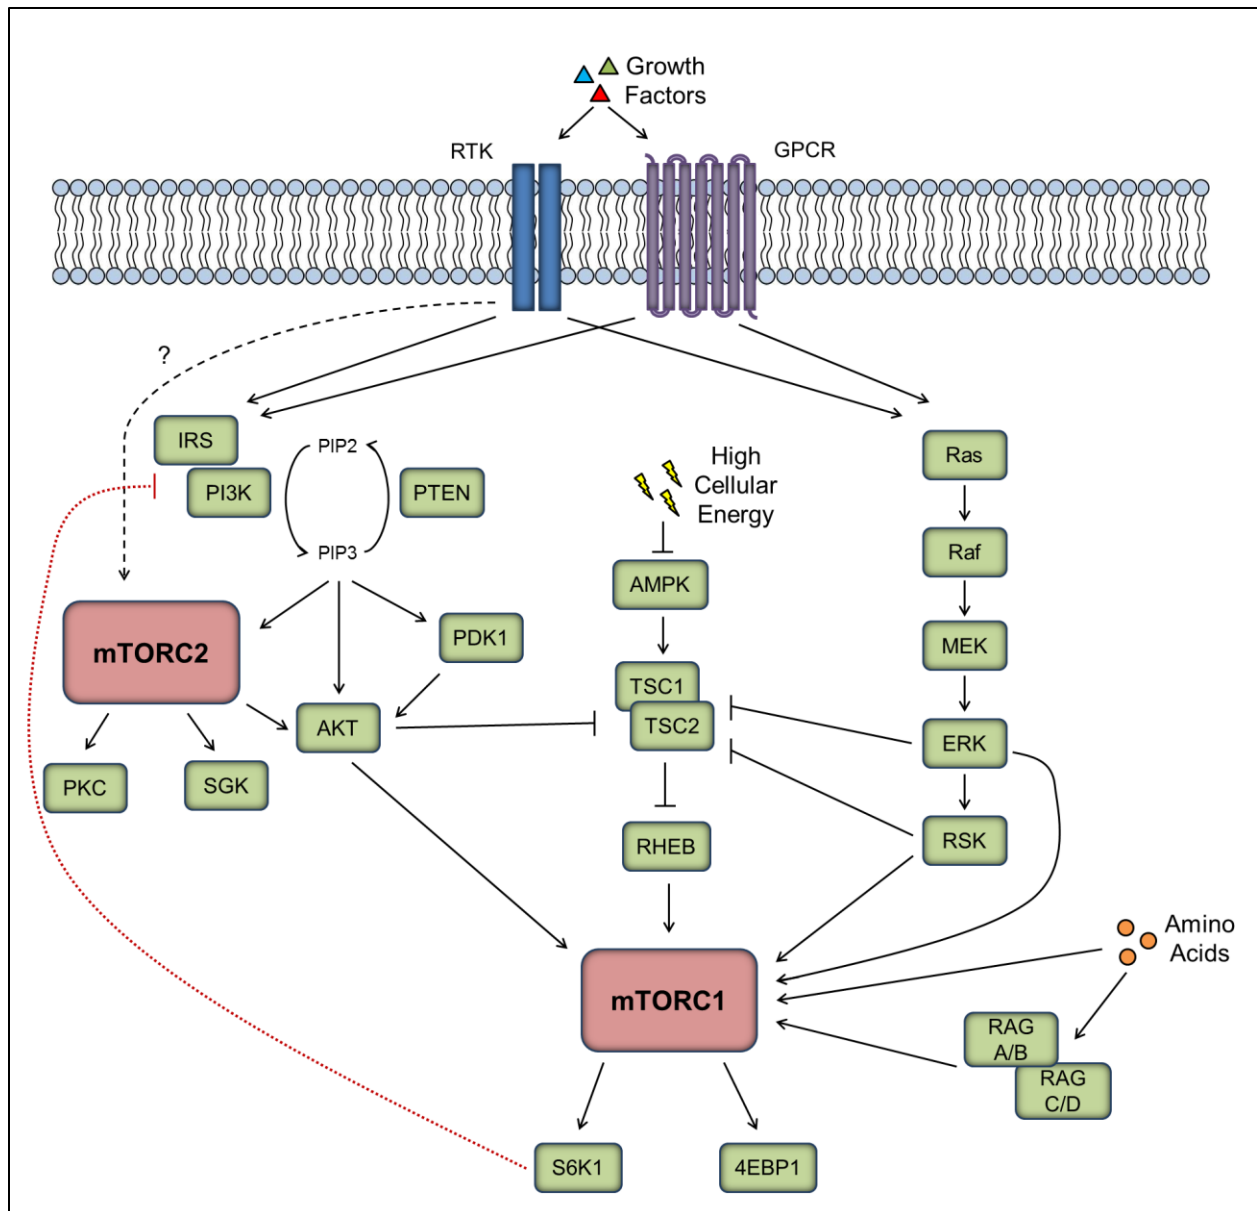 Growth
Factors
RTK
GPCR
?
IRS
PI3K
PIP2
PTEN
PIP3
High
Cellular
Energy
Ras
Raf
AMPK
mTORC2
PDK1
MEK
TSC1
TSC2
AKT
ERK
PKC
SGK
RHEB
RSK
Amino
Acids
mTORC1
RAG
A/B
RAG
C/D
S6K1
4EBP1